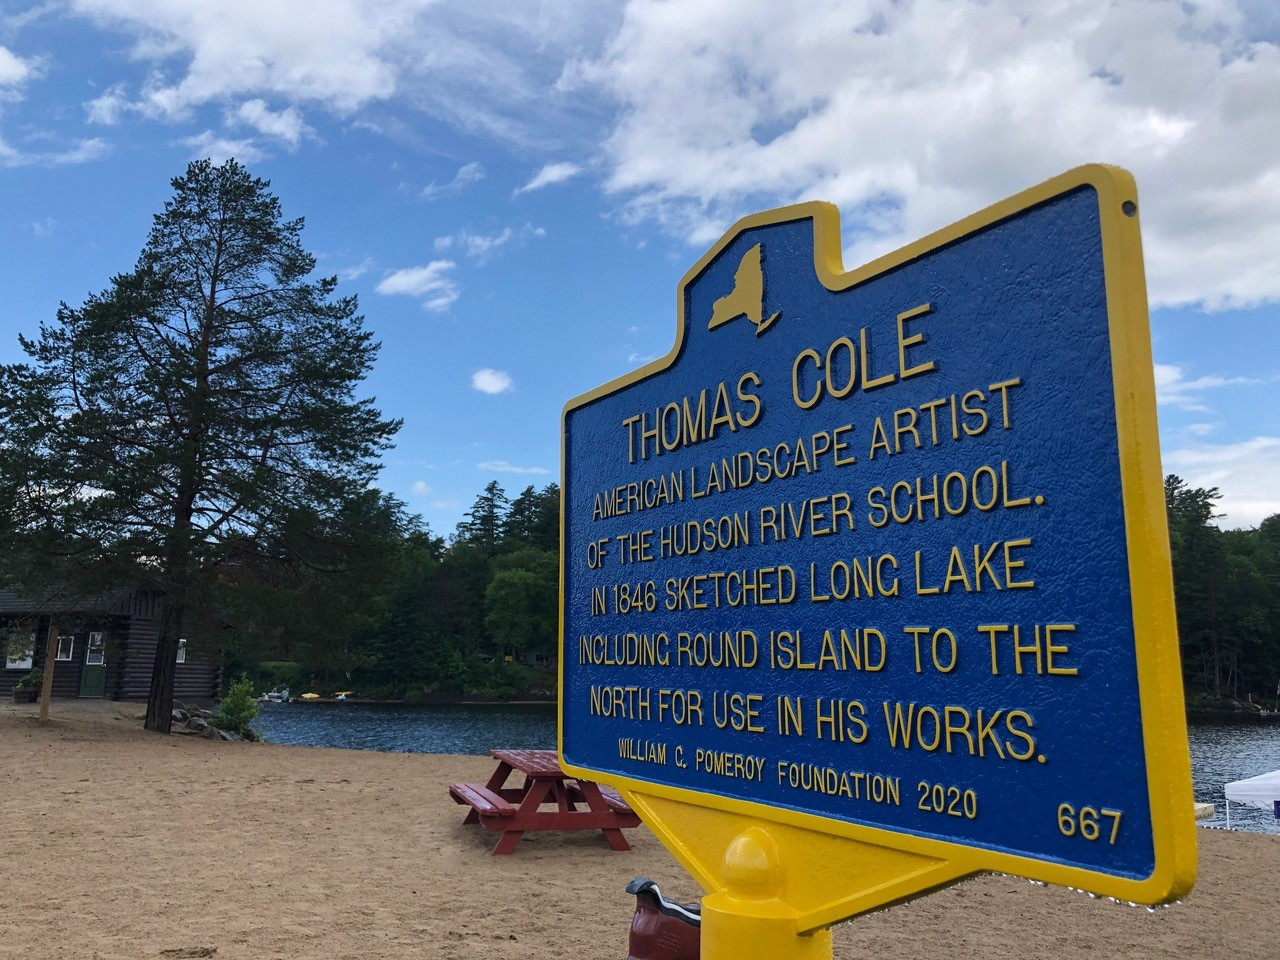 THOMAS COLE
AMERICAN LANDSCAPE ARTIST
OF THE HUDSON RIVER SCHOOL.
IN 1846 SKETCHED LONG LAKE
INCLUDING ROUND ISLAND TO THE
NORTH FOR USE IN HIS WORKS.
WILLIAM G. POMEROY FOUNDATION 2020
667